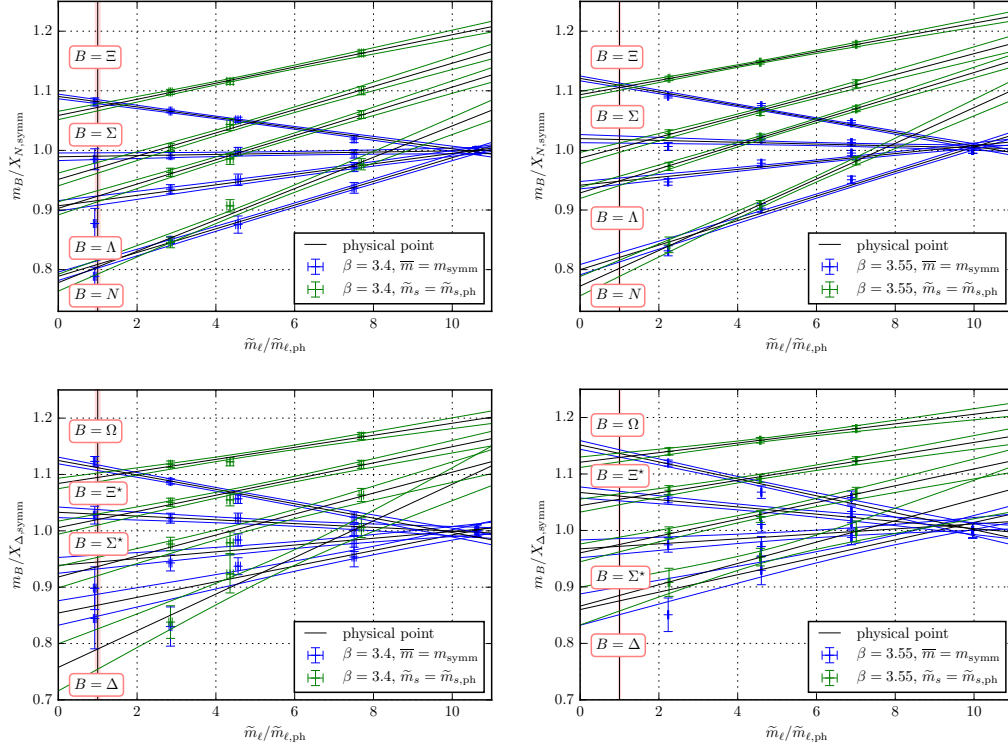 1.2
1.1
1.0
0.9
0.8
m_B/X_{N,symm}
B = Ξ
B = Σ
B = Λ
B = N
physical point
β = 3.4, m̅ = m_symm
β = 3.4, m̃_s = m̃_{s,ph}
0 2 4 6 8 10
m̃_ℓ/m̃_{ℓ,ph}
1.2
1.1
1.0
0.9
0.8
m_B/X_{N,symm}
B = Ξ
B = Σ
B = Λ
B = N
physical point
β = 3.55, m̅ = m_symm
β = 3.55, m̃_s = m̃_{s,ph}
0 2 4 6 8 10
m̃_ℓ/m̃_{ℓ,ph}
1.2
1.1
1.0
0.9
0.8
0.7
m_B/X_{Δ,symm}
B = Ω
B = Ξ⋆
B = Σ⋆
B = Δ
physical point
β = 3.4, m̅ = m_symm
β = 3.4, m̃_s = m̃_{s,ph}
0 2 4 6 8 10
m̃_ℓ/m̃_{ℓ,ph}
1.2
1.1
1.0
0.9
0.8
0.7
m_B/X_{Δ,symm}
B = Ω
B = Ξ⋆
B = Σ⋆
B = Δ
physical point
β = 3.55, m̅ = m_symm
β = 3.55, m̃_s = m̃_{s,ph}
0 2 4 6 8 10
m̃_ℓ/m̃_{ℓ,ph}